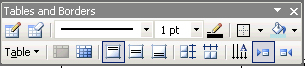 Tables and Borders
1 pt
Table